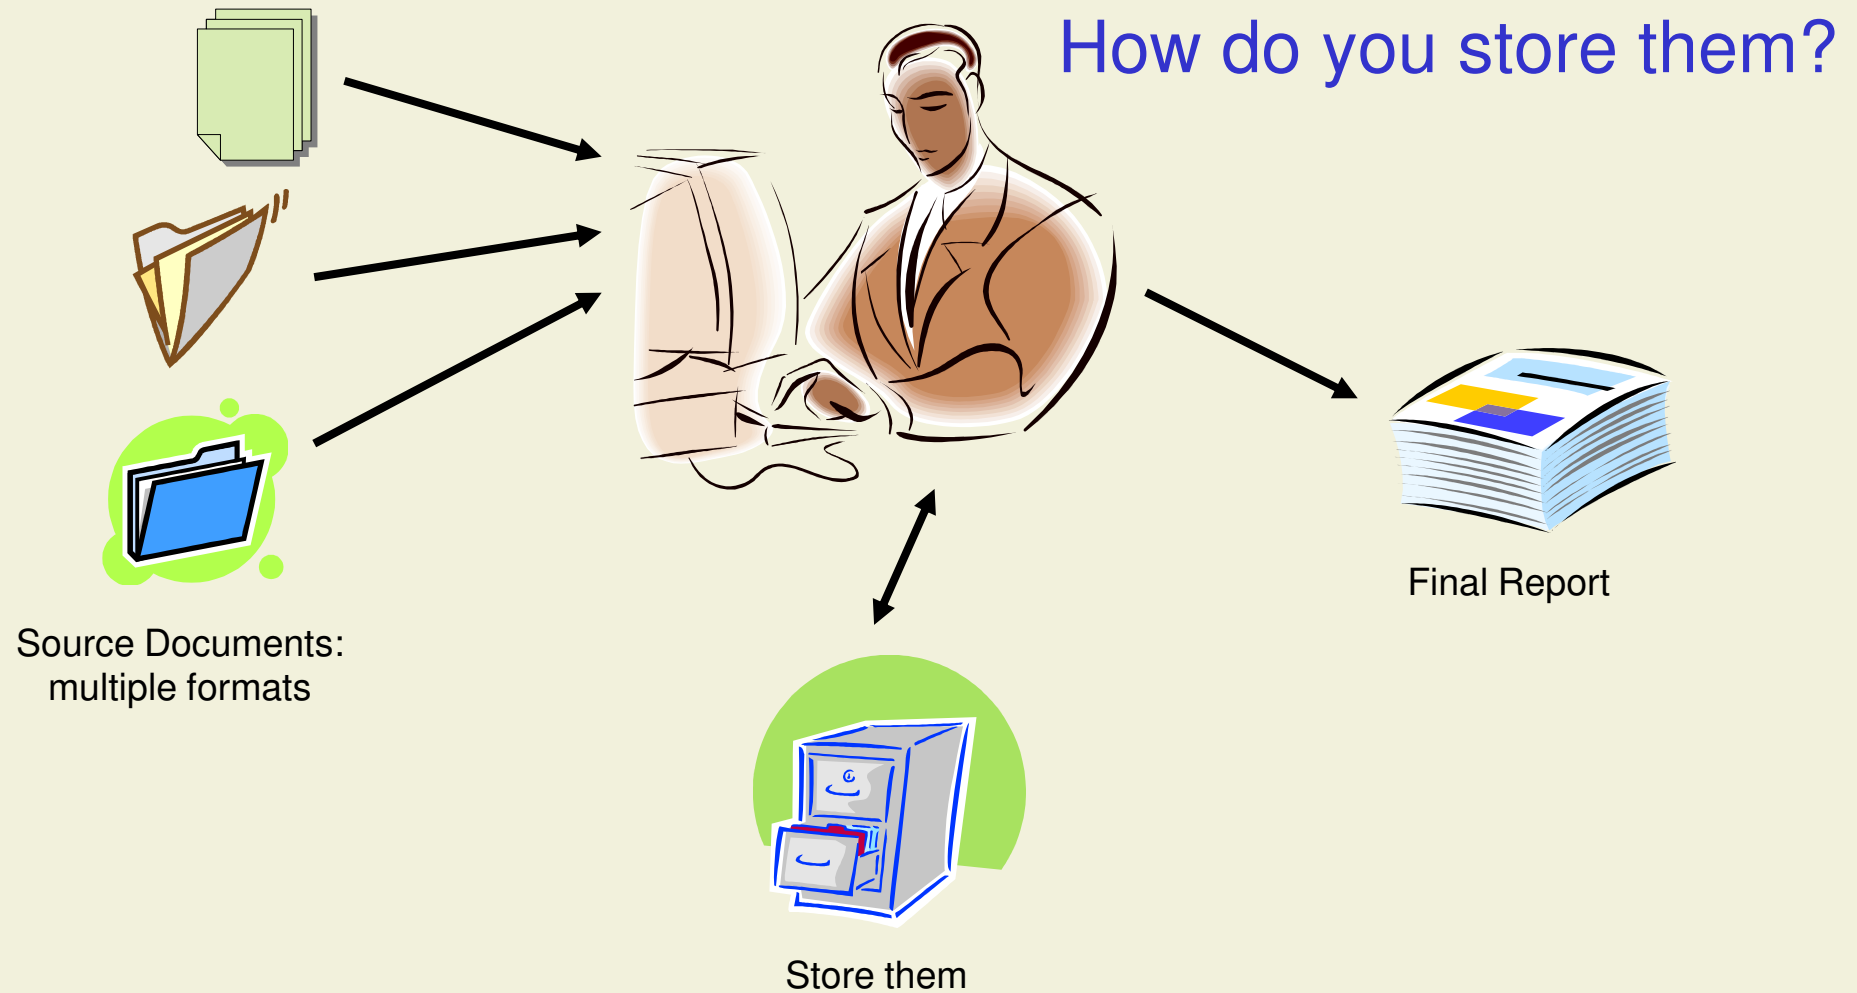 How do you store them?
Source Documents:
multiple formats
Final Report
Store them